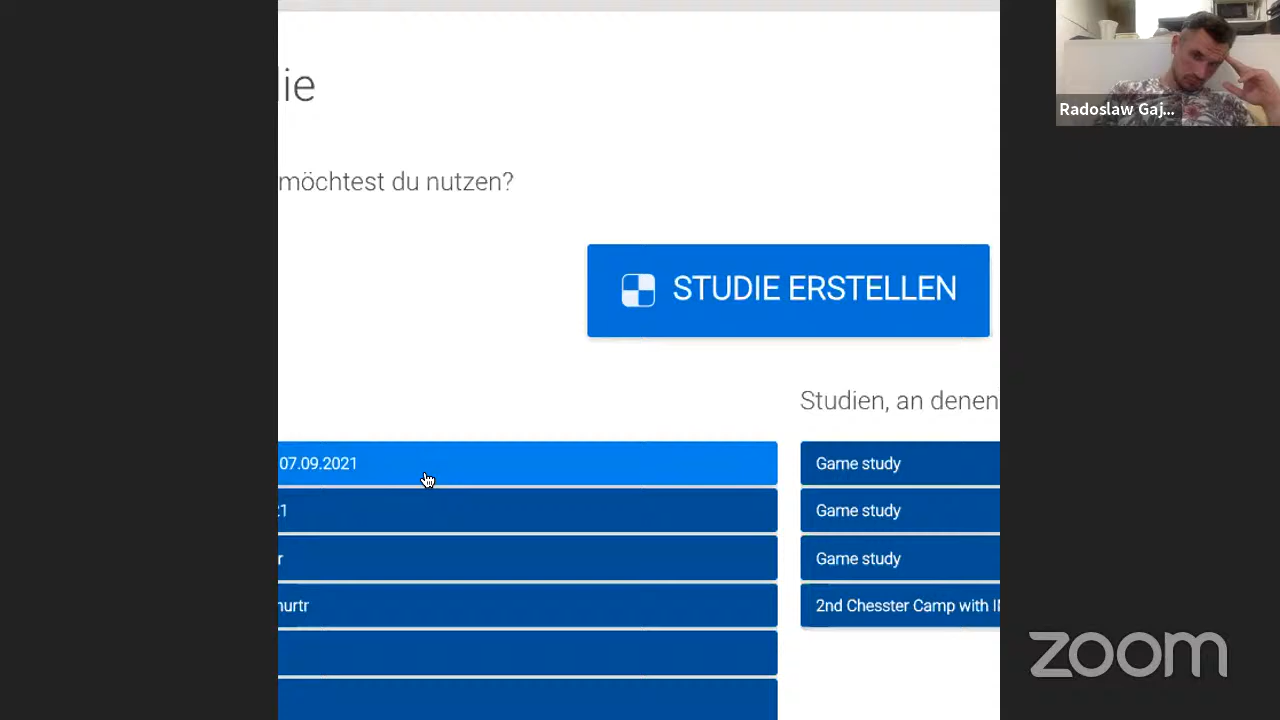 die
möchtest du nutzen?
STUDIE ERSTELLEN
Studien, an denen
07.09.2021
Game study
Game study
Game study
2nd Chesster Camp with
Radoslaw Gaj...
zoom